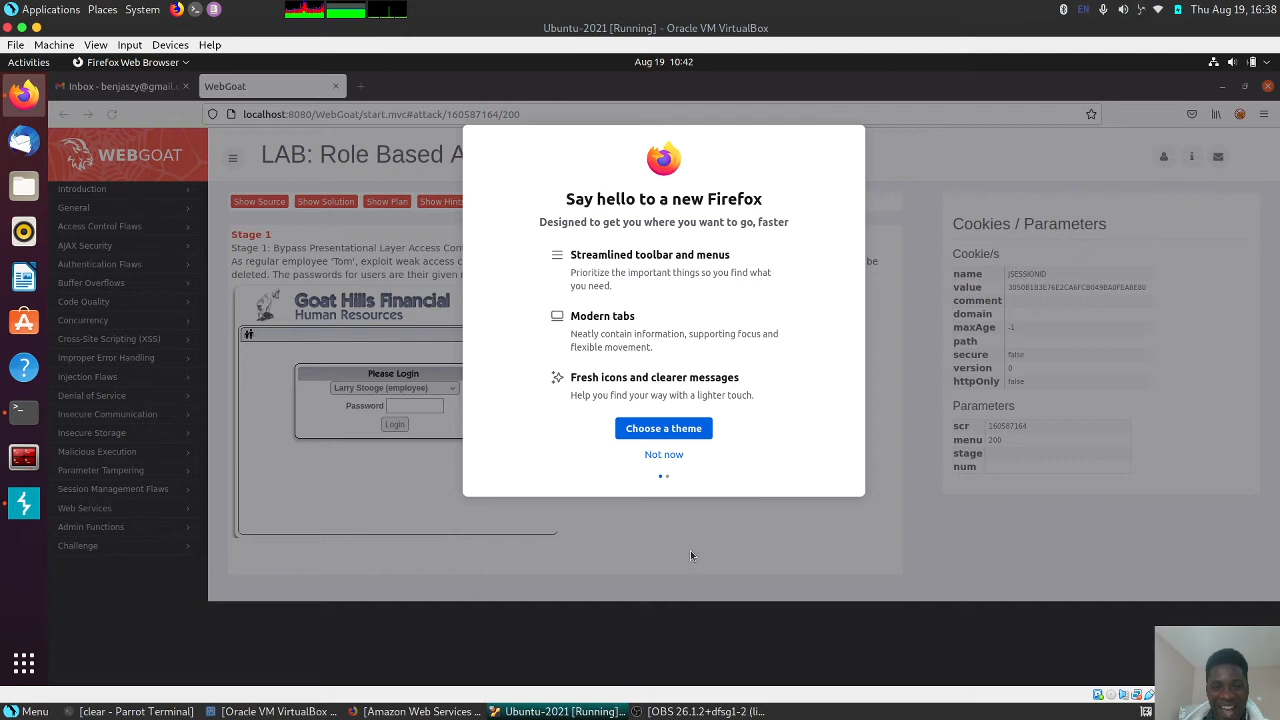 Applications Places System EN Thu Aug 19, 16:38
Ubuntu-2021 [Running] - Oracle VM VirtualBox
File Machine View Input Devices Help
Activities Firefox Web Browser Aug 19 10:42
Inbox - benjaszy@gmail.c WebGoat
localhost:8080/WebGoat/start.mvc#attack/160587164/200
WEBGOAT
LAB: Role Based A
Introduction
General
Access Control Flaws
AJAX Security
Authentication Flaws
Buffer Overflows
Code Quality
Concurrency
Cross-Site Scripting (XSS)
Improper Error Handling
Injection Flaws
Denial of Service
Insecure Communication
Insecure Storage
Malicious Execution
Parameter Tampering
Session Management Flaws
Web Services
Admin Functions
Challenge
Show Source Show Solution Show Plan Show Hints
Stage 1
Stage 1: Bypass Presentational Layer Access Cont
As regular employee 'Tom', exploit weak access c be
deleted. The passwords for users are their given n
Goat Hills Financial
Human Resources
Please Login
Larry Stooge (employee)
Password
Login
Say hello to a new Firefox
Designed to get you where you want to go, faster
Streamlined toolbar and menus
Prioritize the important things so you find what
you need.
Modern tabs
Neatly contain information, supporting focus and
flexible movement.
Fresh icons and clearer messages
Help you find your way with a lighter touch.
Choose a theme
Not now
Cookies / Parameters
Cookie/s
name JSESSIONID
value
comment
domain
maxAge -1
path
secure false
version 0
httpOnly false
Parameters
scr 160587164
menu 200
stage
num
Menu [clear - Parrot Terminal] [Oracle VM VirtualBox ... [Amazon Web Services ... Ubuntu-2021 [Running]... [OBS 26.1.2+dfsg1-2 (li...